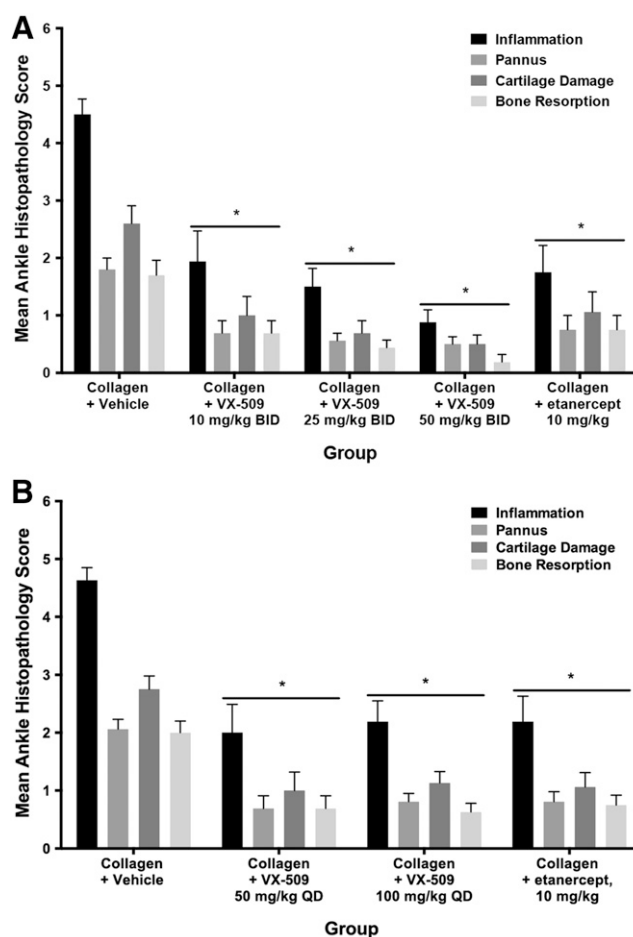 A
6
5
4
3
2
1
0
Mean Ankle Histopathology Score
Inflammation
Pannus
Cartilage Damage
Bone Resorption
*
*
*
*
Collagen
+ Vehicle
Collagen
+ VX-509
10 mg/kg BID
Collagen
+ VX-509
25 mg/kg BID
Collagen
+ VX-509
50 mg/kg BID
Collagen
+ etanercept
10 mg/kg
Group
B
6
5
4
3
2
1
0
Mean Ankle Histopathology Score
Inflammation
Pannus
Cartilage Damage
Bone Resorption
*
*
*
Collagen
+ Vehicle
Collagen
+ VX-509
50 mg/kg QD
Collagen
+ VX-509
100 mg/kg QD
Collagen
+ etanercept,
10 mg/kg
Group